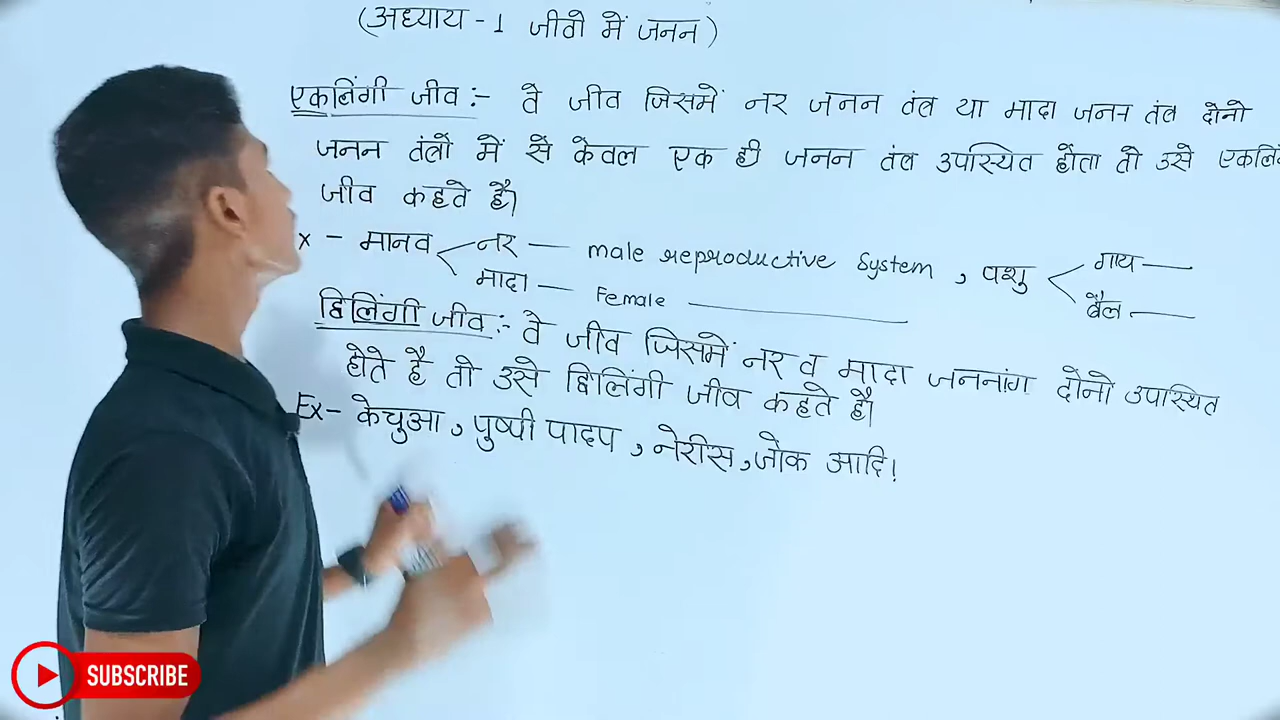 (अध्याय - 1 जीवो में जनन)
एकलिंगी जीव :- वे जीव जिसमें नर जनन तंत्र या मादा जनन तंत्र दोनो
जनन तंत्रों में से केवल एक ही जनन तंत्र उपस्थित होता तो उसे एकलिं
जीव कहते है।
x - मानव नर — male reproductive System , पशु गाय —
मादा — Female — बैल —
द्विलिंगी जीव :- वे जीव जिसमें नर व मादा जननांग दोनो उपस्थित
होते है तो उसे द्विलिंगी जीव कहते है।
Ex - केचुआ , पुष्पी पादप , नेरीस , जोक आदि।
SUBSCRIBE